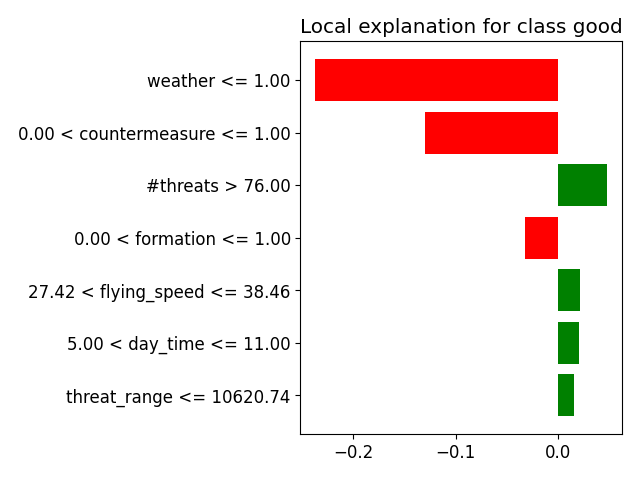 Local explanation for class good
weather <= 1.00
0.00 < countermeasure <= 1.00
#threats > 76.00
0.00 < formation <= 1.00
27.42 < flying_speed <= 38.46
5.00 < day_time <= 11.00
threat_range <= 10620.74
−0.2 −0.1 0.0